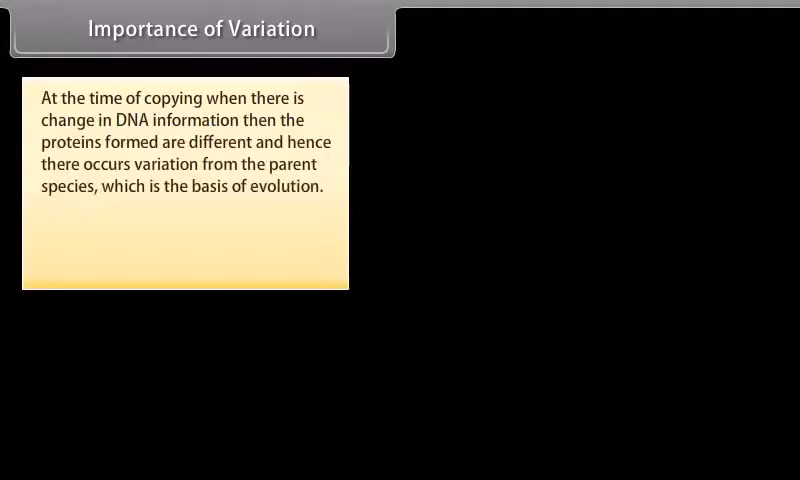 Importance of Variation
At the time of copying when there is
change in DNA information then the
proteins formed are different and hence
there occurs variation from the parent
species, which is the basis of evolution.